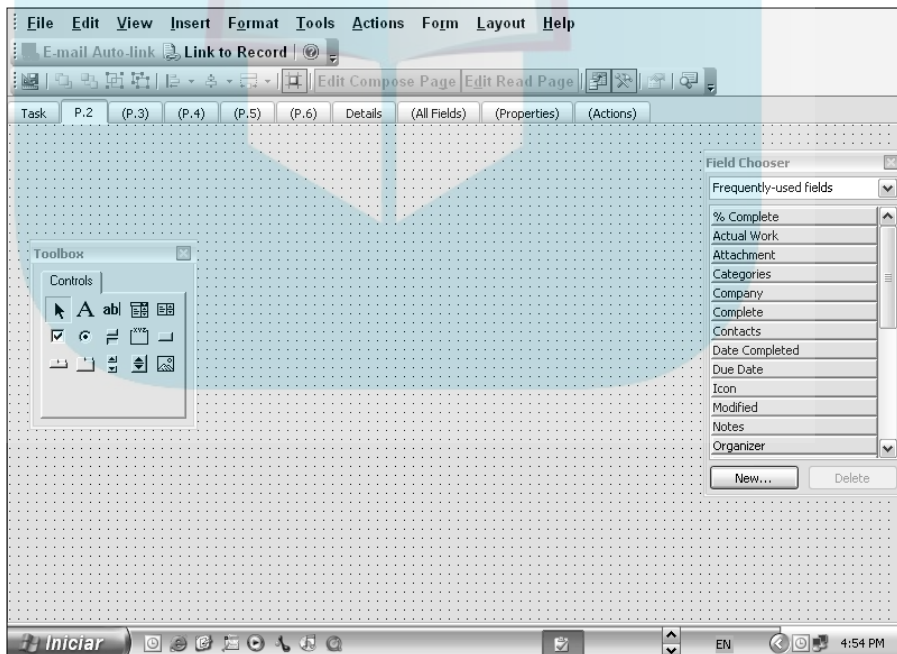 File Edit View Insert Format Tools Actions Form Layout Help
E-mail Auto-link Link to Record
Edit Compose Page Edit Read Page
Task P.2 (P.3) (P.4) (P.5) (P.6) Details (All Fields) (Properties) (Actions)
Field Chooser
Frequently-used fields
% Complete
Actual Work
Attachment
Categories
Company
Complete
Contacts
Date Completed
Due Date
Icon
Modified
Notes
Organizer
New... Delete
Toolbox
Controls
A ab|
XYZ
Iniciar EN 4:54 PM